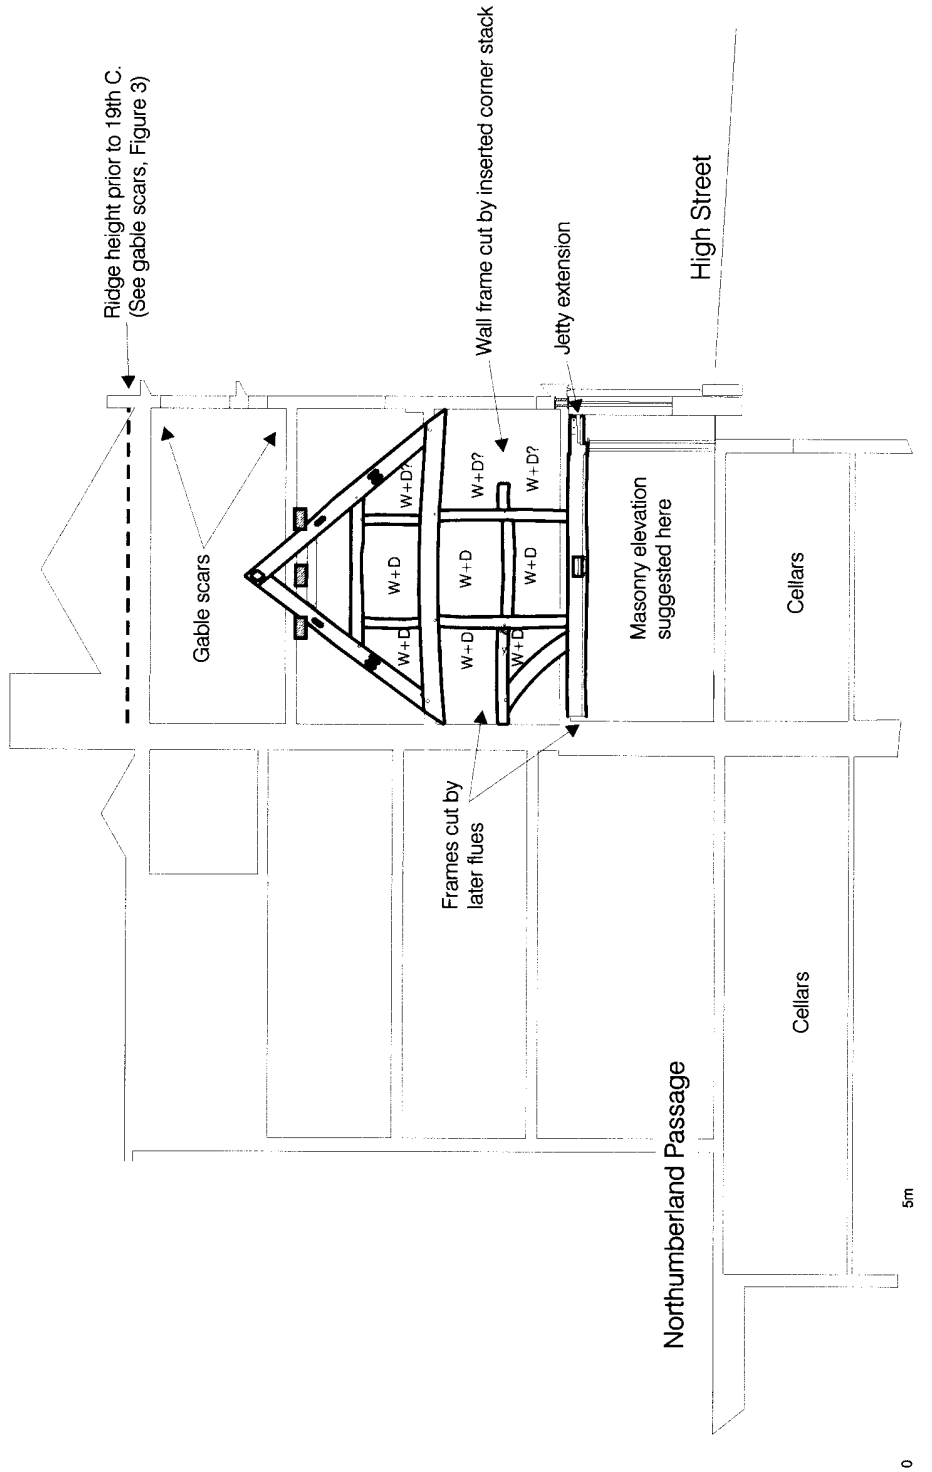 Ridge height prior to 19th C.
(See gable scars, Figure 3)
Gable scars
Wall frame cut by inserted corner stack
Jetty extension
High Street
W+D
W+D
W+D?
W+D
W+D
W+D?
W+D
W+D
W+D?
Frames cut by
later flues
Masonry elevation
suggested here
Northumberland Passage
Cellars
Cellars
0
5m